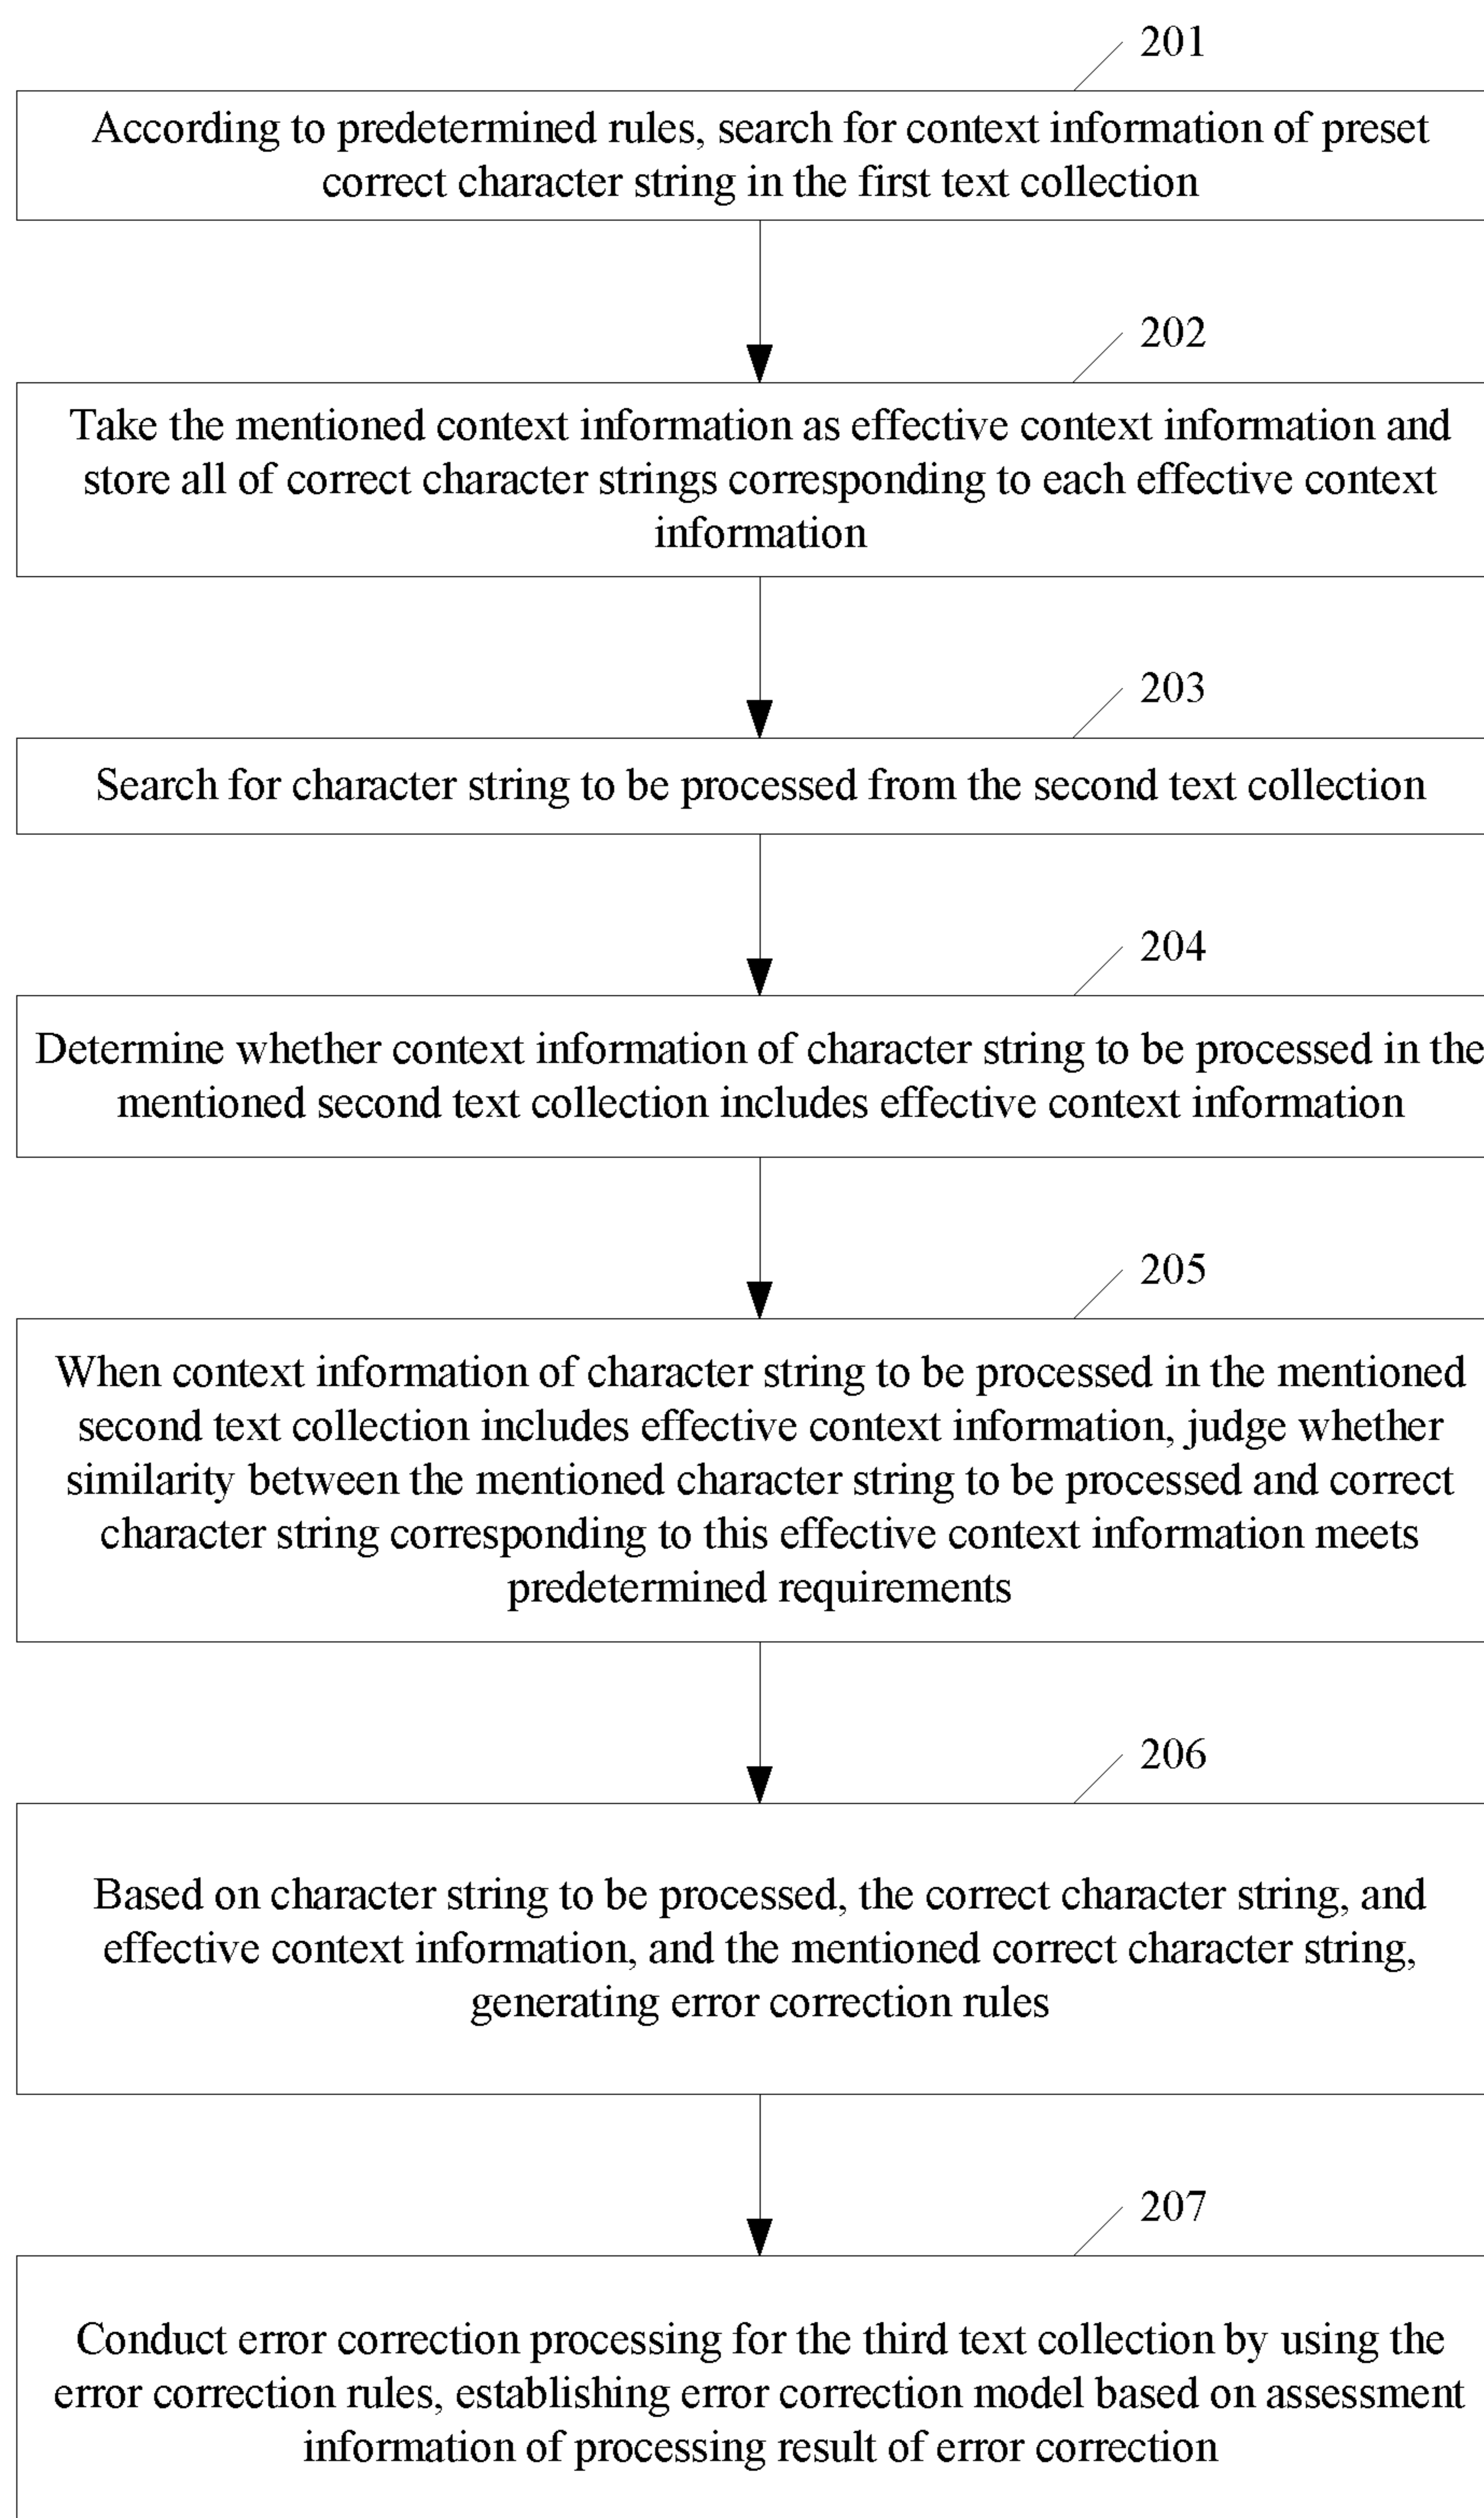 201
According to predetermined rules, search for context information of preset
correct character string in the first text collection
202
Take the mentioned context information as effective context information and
store all of correct character strings corresponding to each effective context
information
203
Search for character string to be processed from the second text collection
204
Determine whether context information of character string to be processed in the
mentioned second text collection includes effective context information
205
When context information of character string to be processed in the mentioned
second text collection includes effective context information, judge whether
similarity between the mentioned character string to be processed and correct
character string corresponding to this effective context information meets
predetermined requirements
206
Based on character string to be processed, the correct character string, and
effective context information, and the mentioned correct character string,
generating error correction rules
207
Conduct error correction processing for the third text collection by using the
error correction rules, establishing error correction model based on assessment
information of processing result of error correction